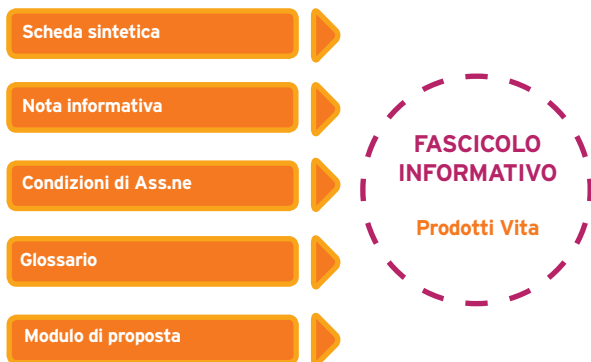 Scheda sintetica
Nota informativa
Condizioni di Ass.ne
Glossario
Modulo di proposta
FASCICOLO
INFORMATIVO
Prodotti Vita